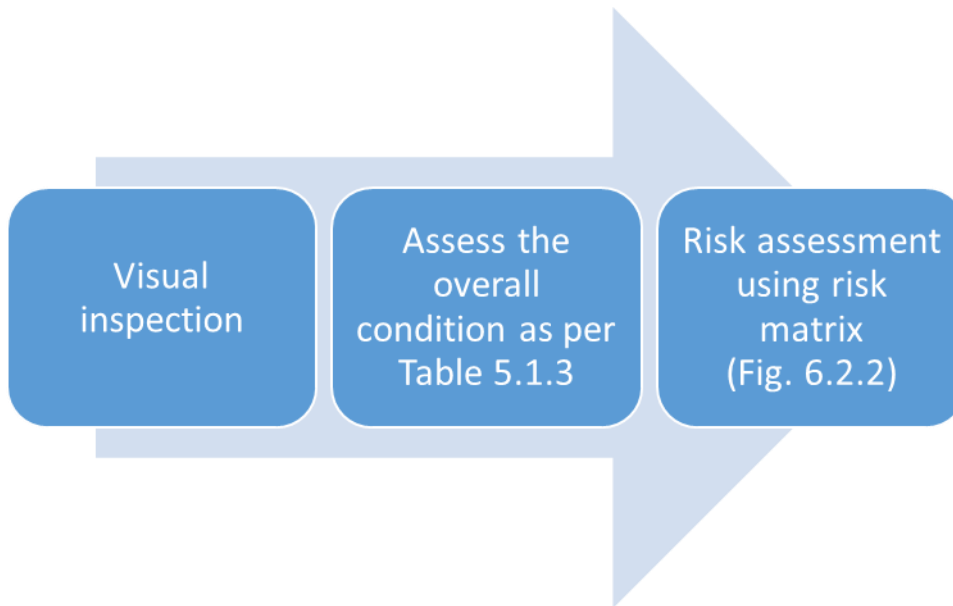 Visual
inspection
Assess the
overall
condition as per
Table 5.1.3
Risk assessment
using risk
matrix
(Fig. 6.2.2)